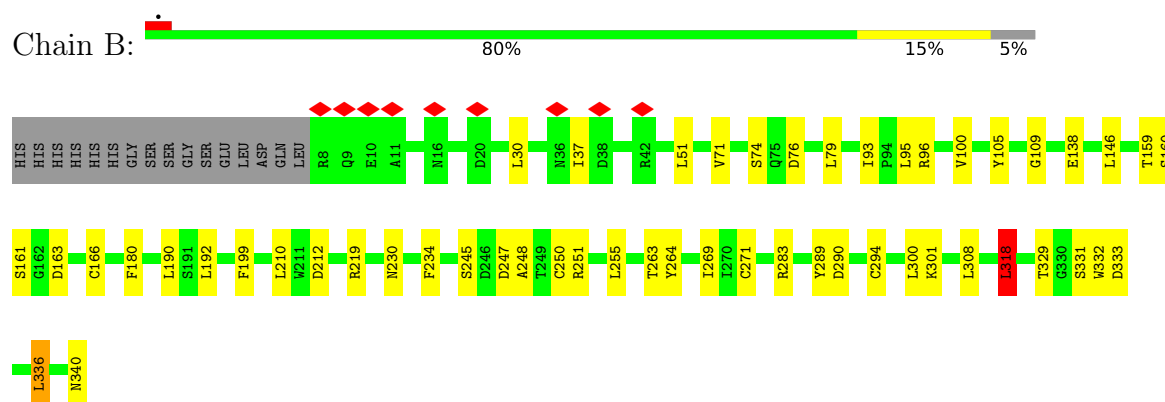 Chain B:
•
80% 15% 5%
HIS HIS HIS HIS HIS HIS GLY SER SER GLY SER GLU LEU ASP GLN LEU R8 Q9 E10 A11 N16 D20 L30 N36 I37 D38 R42 L51 V71 S74 Q75 D76 L79 I93 P94 L95 R96 V100 Y105 G109 E138 L146 T159 S160
S161 G162 D163 C166 F180 L190 S191 L192 F199 L210 W211 D212 R219 N230 F234 S245 D246 D247 A248 T249 C250 R251 L255 T263 Y264 I269 I270 C271 R283 Y289 D290 C294 L300 K301 L308 L318 T329 G330 S331 W332 D333
L336 N340